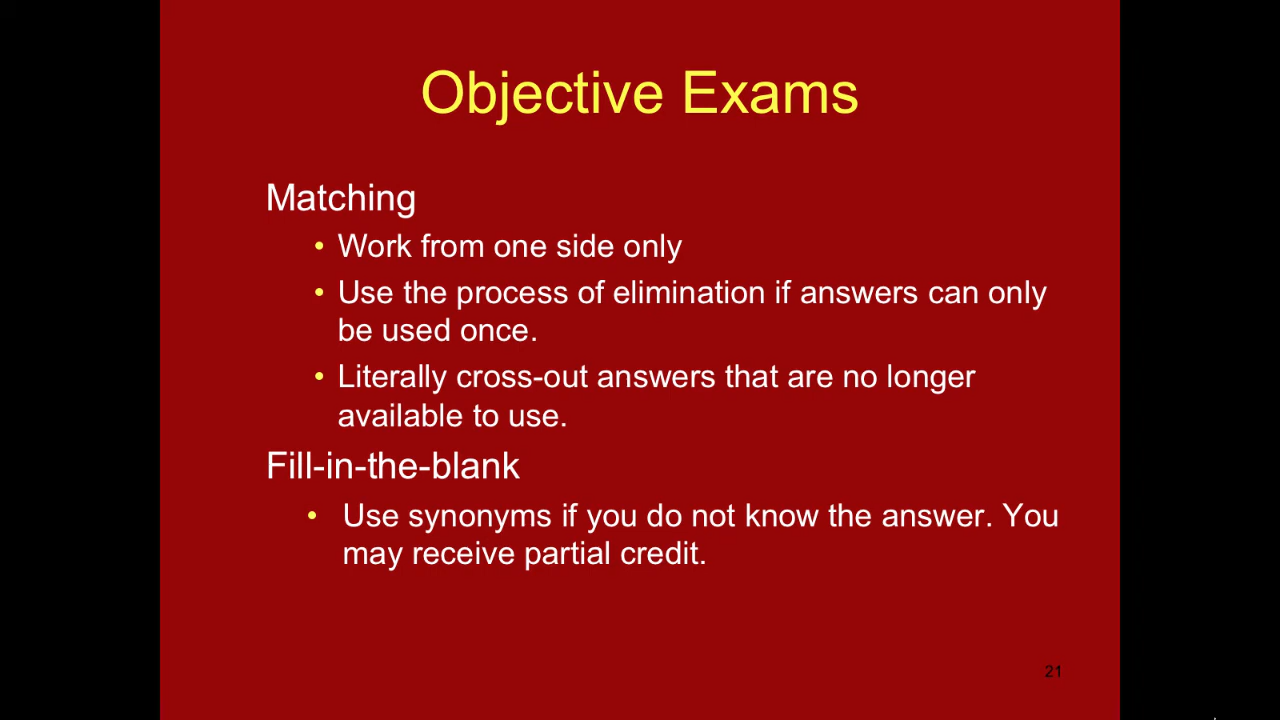 Objective Exams
Matching
• Work from one side only
• Use the process of elimination if answers can only
be used once.
• Literally cross-out answers that are no longer
available to use.
Fill-in-the-blank
• Use synonyms if you do not know the answer. You
may receive partial credit.
21